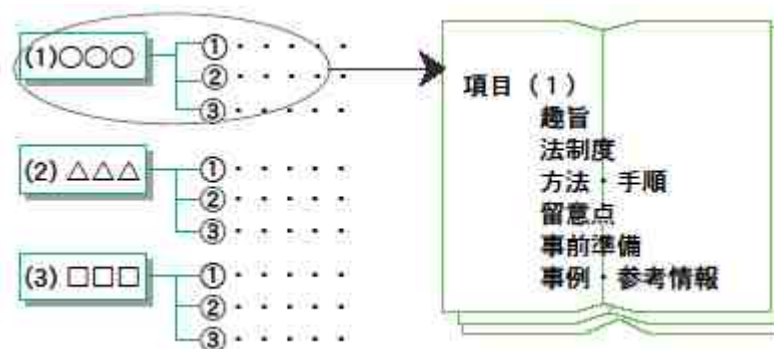 (1)○○○
①・・・・・
②・・・・・
③・・・・・
(2) △△△
①・・・・・
②・・・・・
③・・・・・
(3) □□□
①・・・・・
②・・・・・
③・・・・・
項目（１）
趣旨
法制度
方法・手順
留意点
事前準備
事例・参考情報